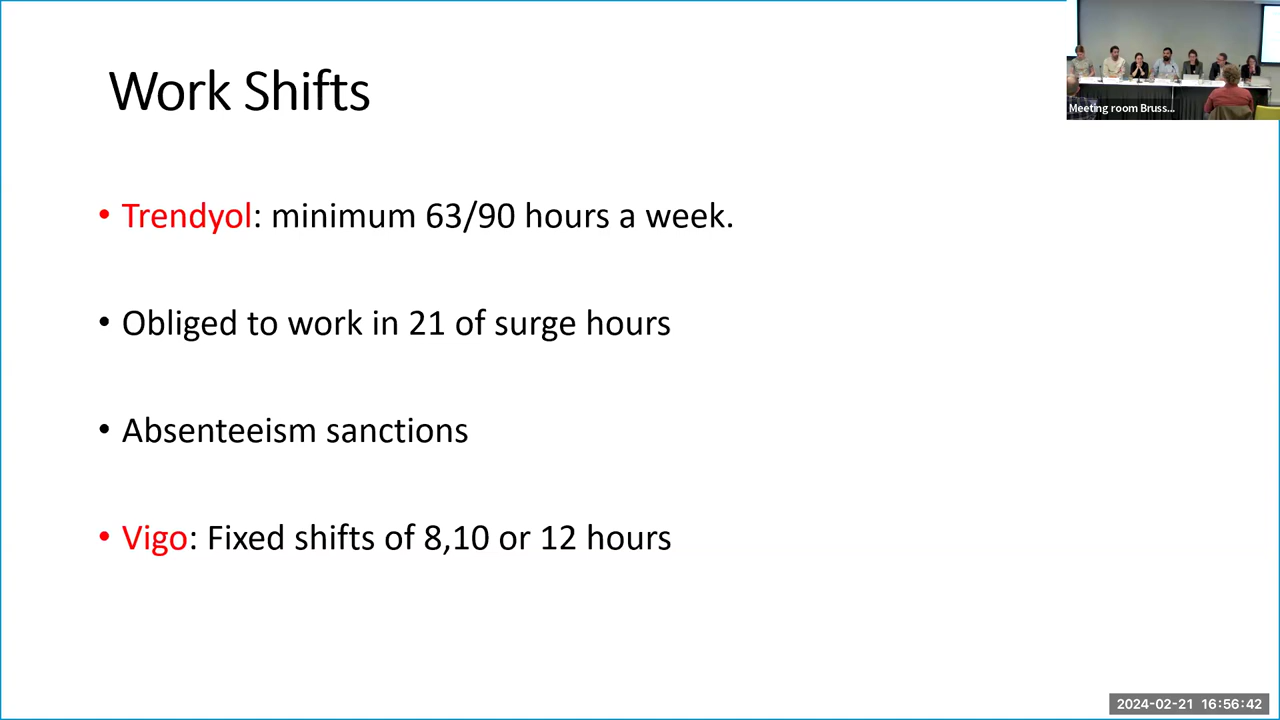 Work Shifts
Meeting room Bruss...
• Trendyol: minimum 63/90 hours a week.
• Obliged to work in 21 of surge hours
• Absenteeism sanctions
• Vigo: Fixed shifts of 8,10 or 12 hours
2024-02-21 16:56:42